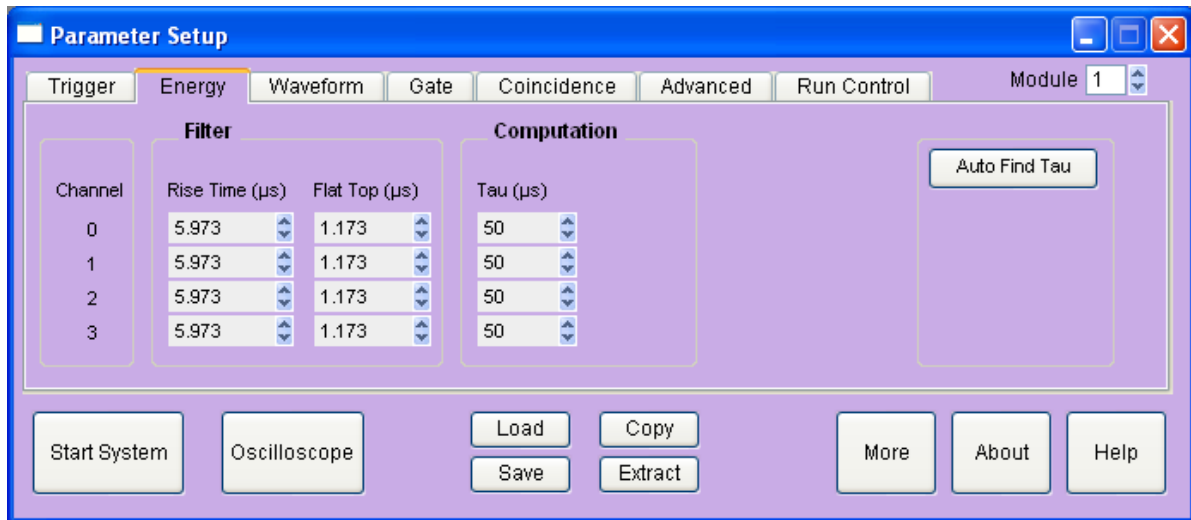 Parameter Setup
Trigger Energy Waveform Gate Coincidence Advanced Run Control Module 1
Filter Computation
Auto Find Tau
Channel Rise Time (µs) Flat Top (µs) Tau (µs)
0 5.973 1.173 50
1 5.973 1.173 50
2 5.973 1.173 50
3 5.973 1.173 50
Start System Oscilloscope Load Copy More About Help
Save Extract